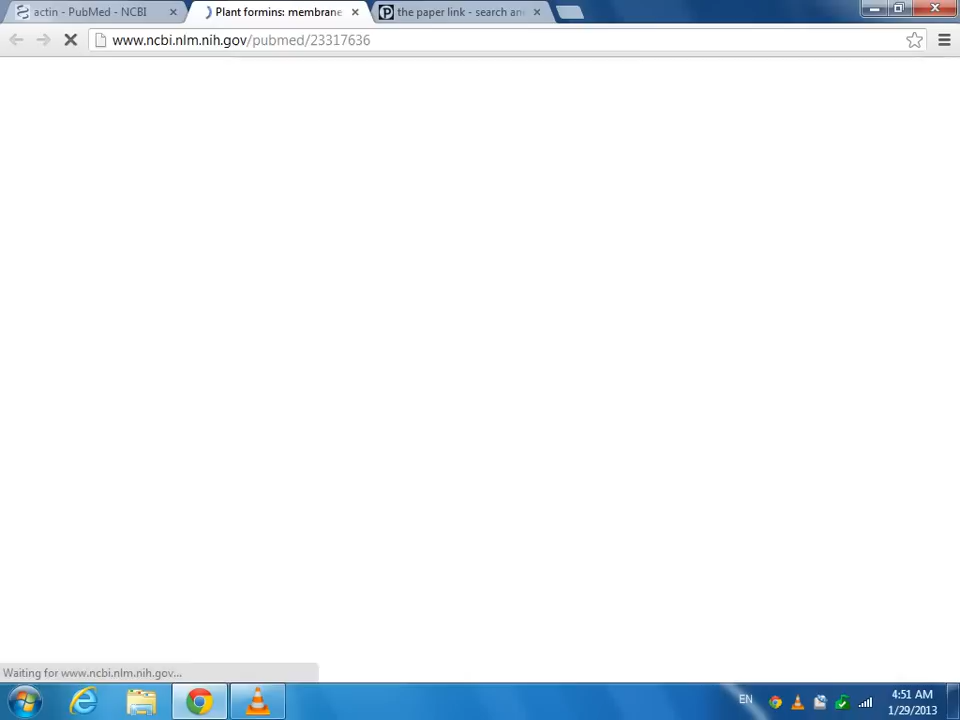 actin - PubMed - NCBI
Plant formins: membrane
the paper link - search an
www.ncbi.nlm.nih.gov/pubmed/23317636
Waiting for www.ncbi.nlm.nih.gov...
EN
4:51 AM
1/29/2013